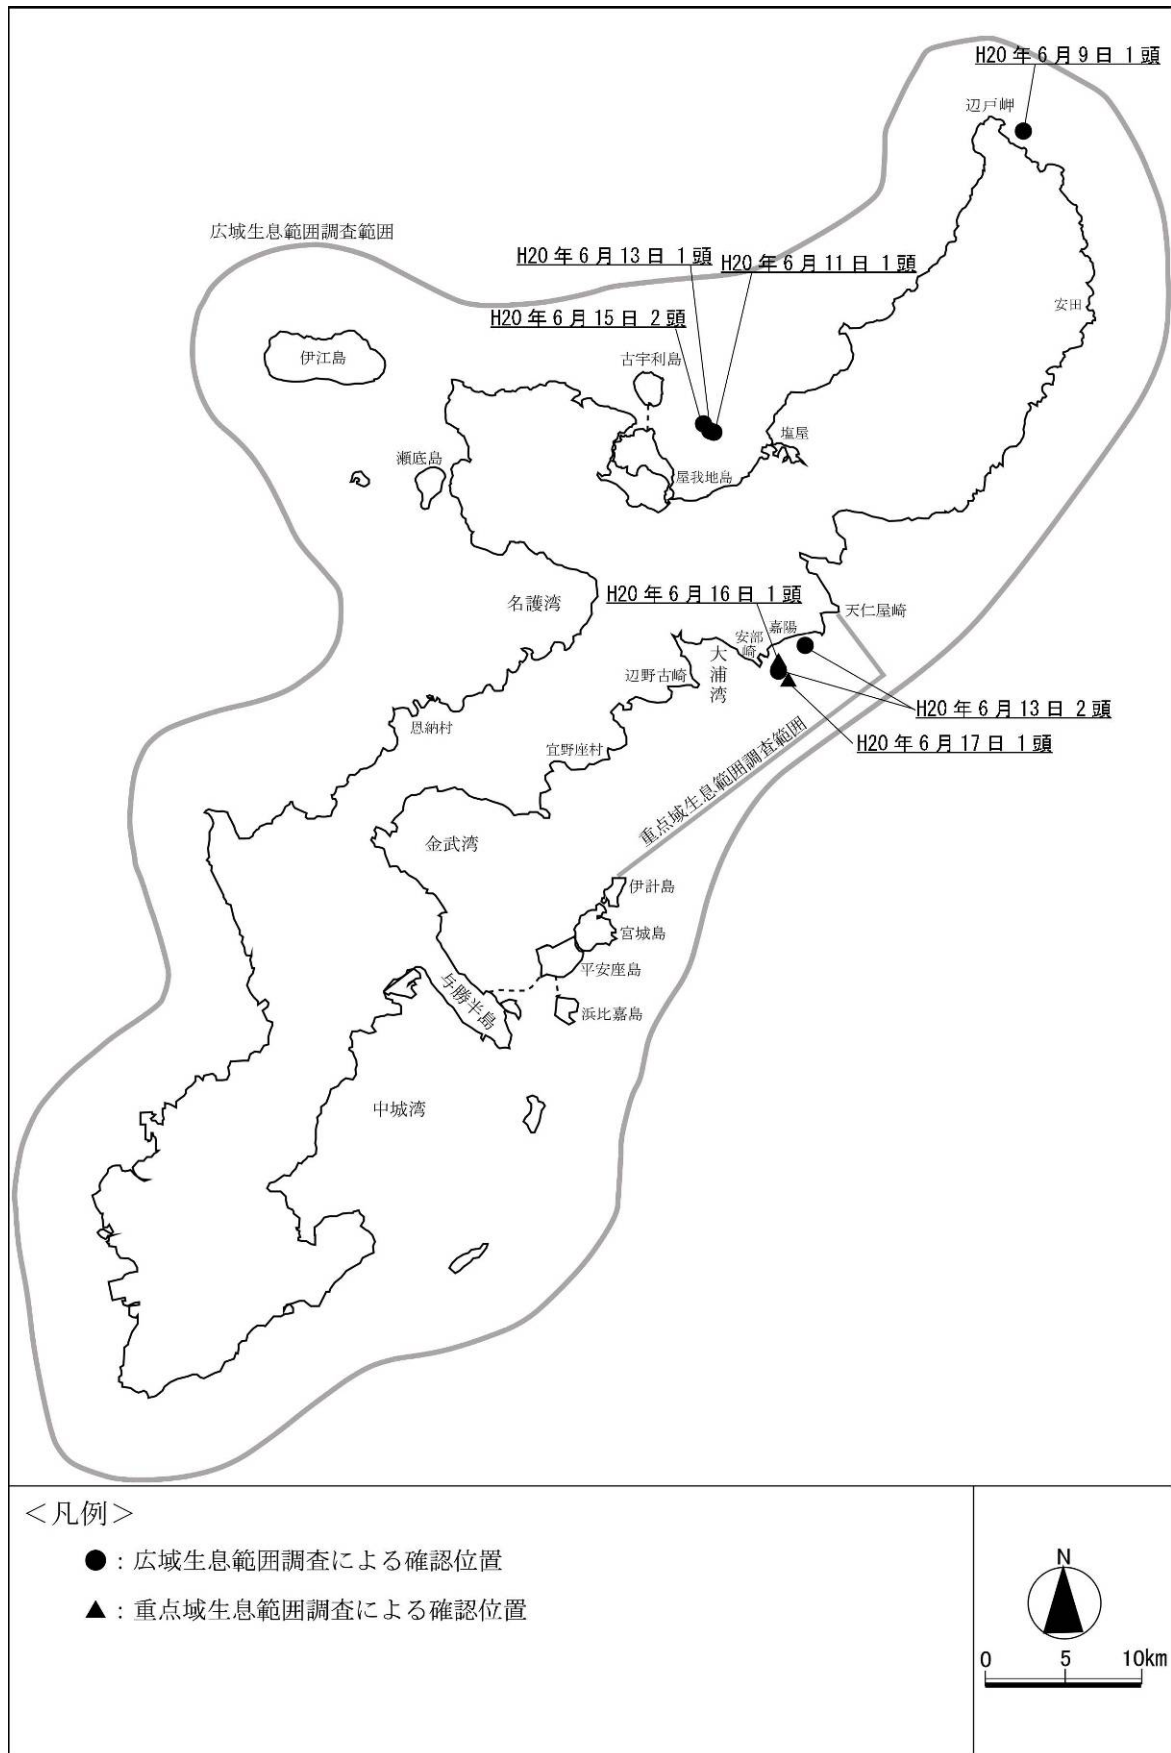 H20年6月9日 1頭
辺戸岬
広域生息範囲調査範囲
H20年6月13日 1頭
H20年6月11日 1頭
安田
H20年6月15日 2頭
伊江島
古宇利島
塩屋
瀬底島
屋我地島
H20年6月16日 1頭
名護湾
天仁屋崎
嘉陽
安部崎
大浦湾
辺野古崎
H20年6月13日 2頭
恩納村
H20年6月17日 1頭
宜野座村
重点域生息範囲調査範囲
金武湾
伊計島
宮城島
平安座島
与勝半島
浜比嘉島
中城湾
＜凡例＞
●：広域生息範囲調査による確認位置
▲：重点域生息範囲調査による確認位置
N
0 5 10km